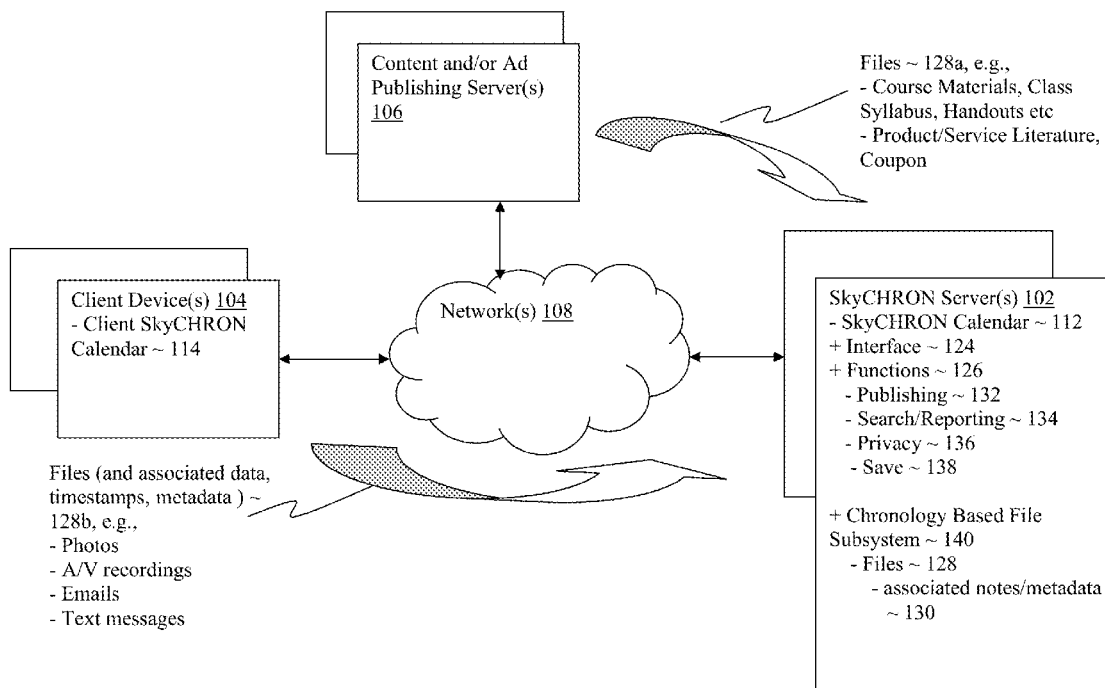 Content and/or Ad
Publishing Server(s)
106
Files ~ 128a, e.g.,
- Course Materials, Class
Syllabus, Handouts etc
- Product/Service Literature,
Coupon
Client Device(s) 104
- Client SkyCHRON
Calendar ~ 114
Network(s) 108
SkyCHRON Server(s) 102
- SkyCHRON Calendar ~ 112
+ Interface ~ 124
+ Functions ~ 126
- Publishing ~ 132
- Search/Reporting ~ 134
- Privacy ~ 136
- Save ~ 138
+ Chronology Based File
Subsystem ~ 140
- Files ~ 128
- associated notes/metadata
~ 130
Files (and associated data,
timestamps, metadata ) ~
128b, e.g.,
- Photos
- A/V recordings
- Emails
- Text messages